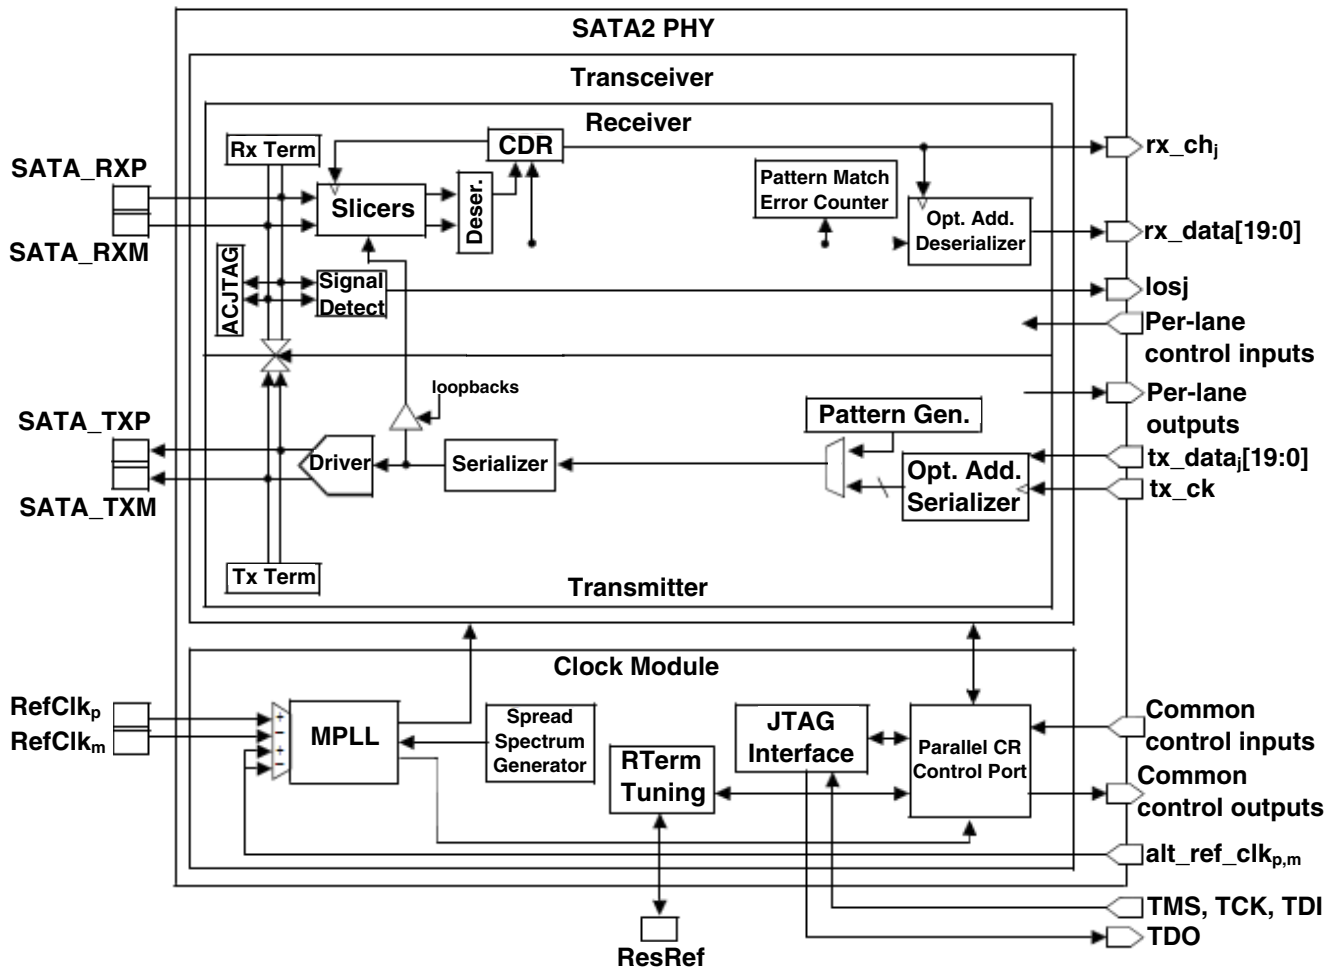 SATA2 PHY
Transceiver
Receiver
Rx Term
CDR
rx_chj
SATA_RXP
Pattern Match
Error Counter
Slicers
Deser.
Opt. Add.
Deserializer
rx_data[19:0]
SATA_RXM
ACJTAG
Signal
Detect
losj
Per-lane
control inputs
loopbacks
Per-lane
outputs
SATA_TXP
Pattern Gen.
Driver
Serializer
Opt. Add.
Serializer
tx_dataj[19:0]
tx_ck
SATA_TXM
Tx Term
Transmitter
Clock Module
RefClkp
RefClkm
+
−
+
−
MPLL
Spread
Spectrum
Generator
RTerm
Tuning
JTAG
Interface
Parallel CR
Control Port
Common
control inputs
Common
control outputs
alt_ref_clkp,m
TMS, TCK, TDI
TDO
ResRef